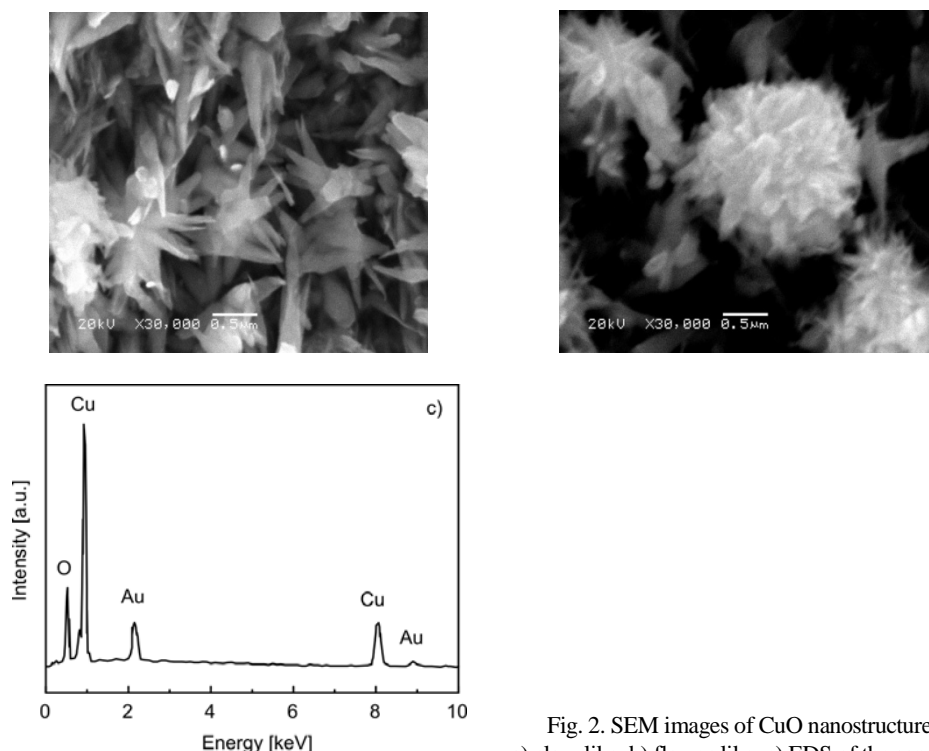 20kV X30,000 0.5µm
20kV X30,000 0.5µm
c)
Cu
O
Au
Cu
Au
Intensity [a.u.]
0 2 4 6 8 10
Energy [keV]
Fig. 2. SEM images of CuO nanostructure